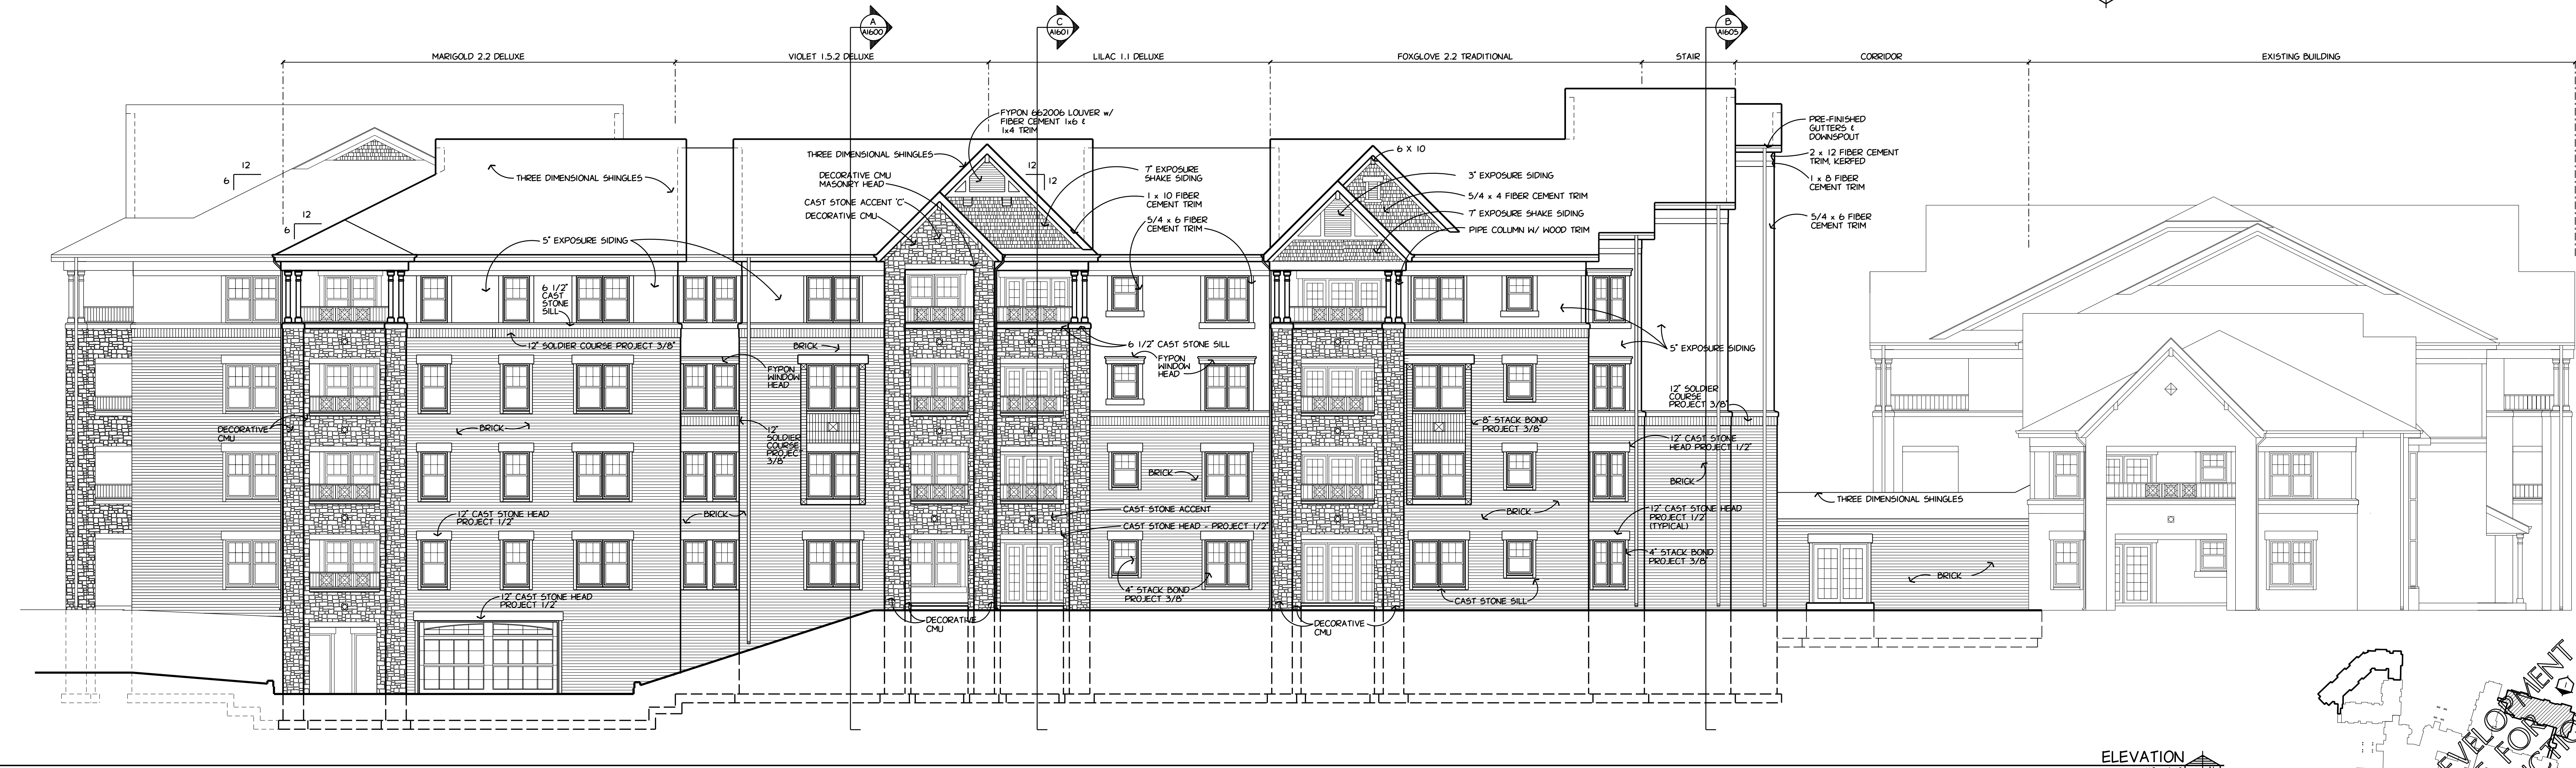 A
A1600
C
A1601
B
A1605
MARIGOLD 2.2 DELUXE
VIOLET 1.5.2 DELUXE
LILAC 1.1 DELUXE
FOXGLOVE 2.2 TRADITIONAL
STAIR
CORRIDOR
EXISTING BUILDING
FYPON 662006 LOUVER w/
FIBER CEMENT 1x6 &
1x4 TRIM
PRE-FINISHED
GUTTERS &
DOWNSPOUT
2 x 12 FIBER CEMENT
TRIM, KERFED
1 x 8 FIBER
CEMENT TRIM
5/4 x 6 FIBER
CEMENT TRIM
12
6
12
6
THREE DIMENSIONAL SHINGLES
THREE DIMENSIONAL SHINGLES
DECORATIVE CMU
MASONRY HEAD
CAST STONE ACCENT 'C'
DECORATIVE CMU
12
12
7" EXPOSURE
SHAKE SIDING
1 x 10 FIBER
CEMENT TRIM
5/4 x 6 FIBER
CEMENT TRIM
6 X 10
3" EXPOSURE SIDING
5/4 x 4 FIBER CEMENT TRIM
7" EXPOSURE SHAKE SIDING
PIPE COLUMN W/ WOOD TRIM
5" EXPOSURE SIDING
6 1/2"
CAST
STONE
SILL
12" SOLDIER COURSE PROJECT 3/8"
BRICK
6 1/2" CAST STONE SILL
FYPON
WINDOW
HEAD
FYPON
WINDOW
HEAD
5" EXPOSURE SIDING
12" SOLDIER
COURSE
PROJECT 3/8"
DECORATIVE
CMU
BRICK
12"
SOLDIER
COURSE
PROJECT
3/8"
8" STACK BOND
PROJECT 3/8"
12" CAST STONE
HEAD PROJECT 1/2"
BRICK
BRICK
THREE DIMENSIONAL SHINGLES
12" CAST STONE HEAD
PROJECT 1/2"
BRICK
CAST STONE ACCENT
CAST STONE HEAD - PROJECT 1/2"
BRICK
12" CAST STONE HEAD
PROJECT 1/2"
(TYPICAL)
4" STACK BOND
PROJECT 3/8"
BRICK
12" CAST STONE HEAD
PROJECT 1/2"
4" STACK BOND
PROJECT 3/8"
CAST STONE SILL
DECORATIVE
CMU
DECORATIVE
CMU
ELEVATION
FOR